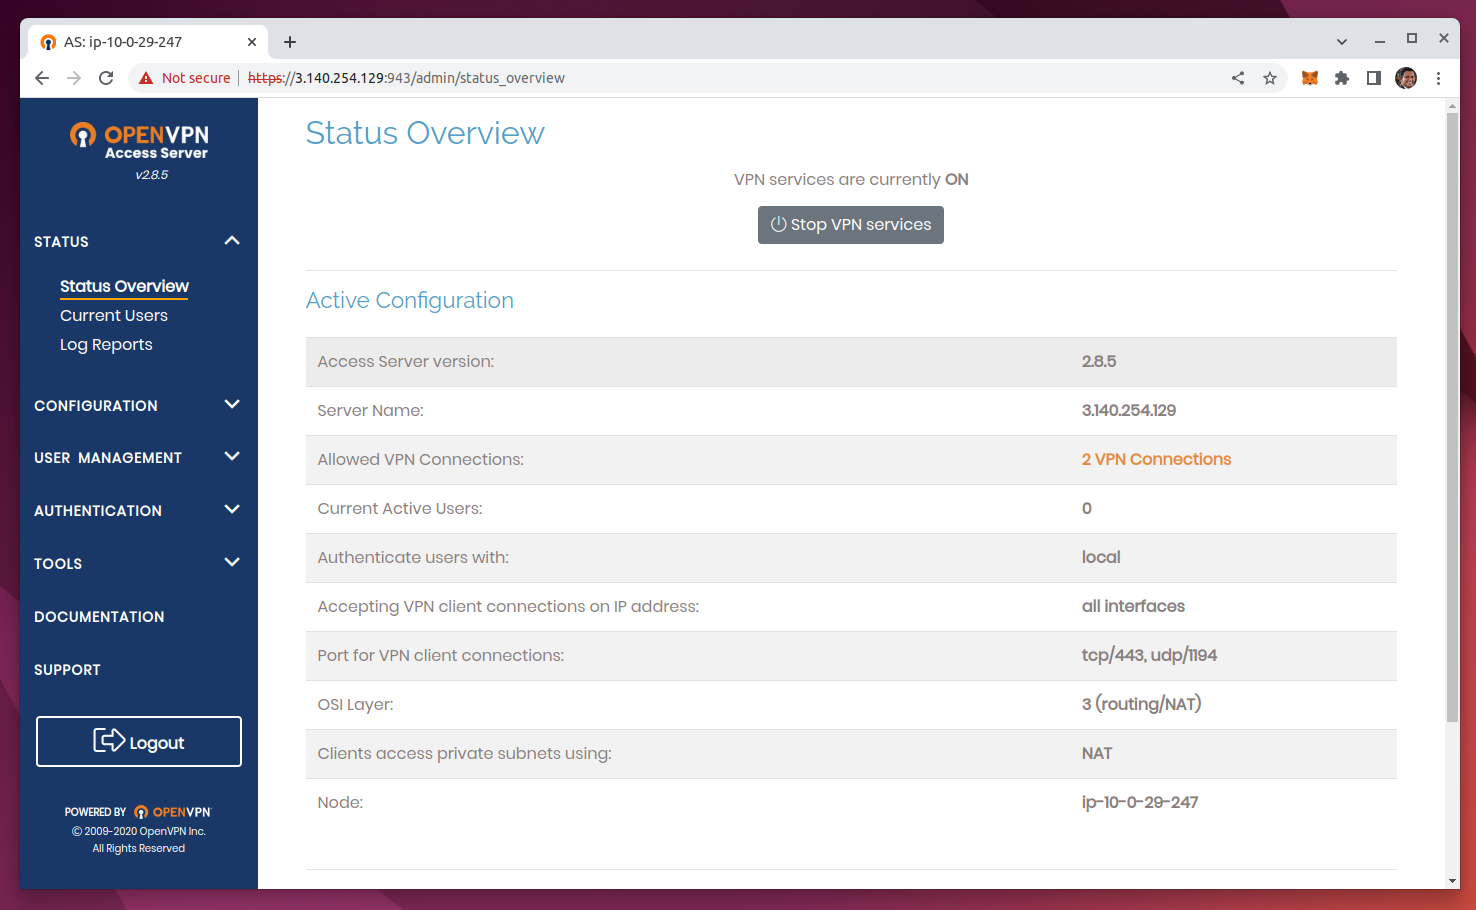 AS: ip-10-0-29-247
Not secure https://3.140.254.129:943/admin/status_overview
OPENVPN
Access Server
v2.8.5
STATUS
Status Overview
Current Users
Log Reports
CONFIGURATION
USER MANAGEMENT
AUTHENTICATION
TOOLS
DOCUMENTATION
SUPPORT
Logout
POWERED BY OPENVPN
© 2009-2020 OpenVPN Inc.
All Rights Reserved
Status Overview
VPN services are currently ON
Stop VPN services
Active Configuration
Access Server version: 2.8.5
Server Name: 3.140.254.129
Allowed VPN Connections: 2 VPN Connections
Current Active Users: 0
Authenticate users with: local
Accepting VPN client connections on IP address: all interfaces
Port for VPN client connections: tcp/443, udp/1194
OSI Layer: 3 (routing/NAT)
Clients access private subnets using: NAT
Node: ip-10-0-29-247